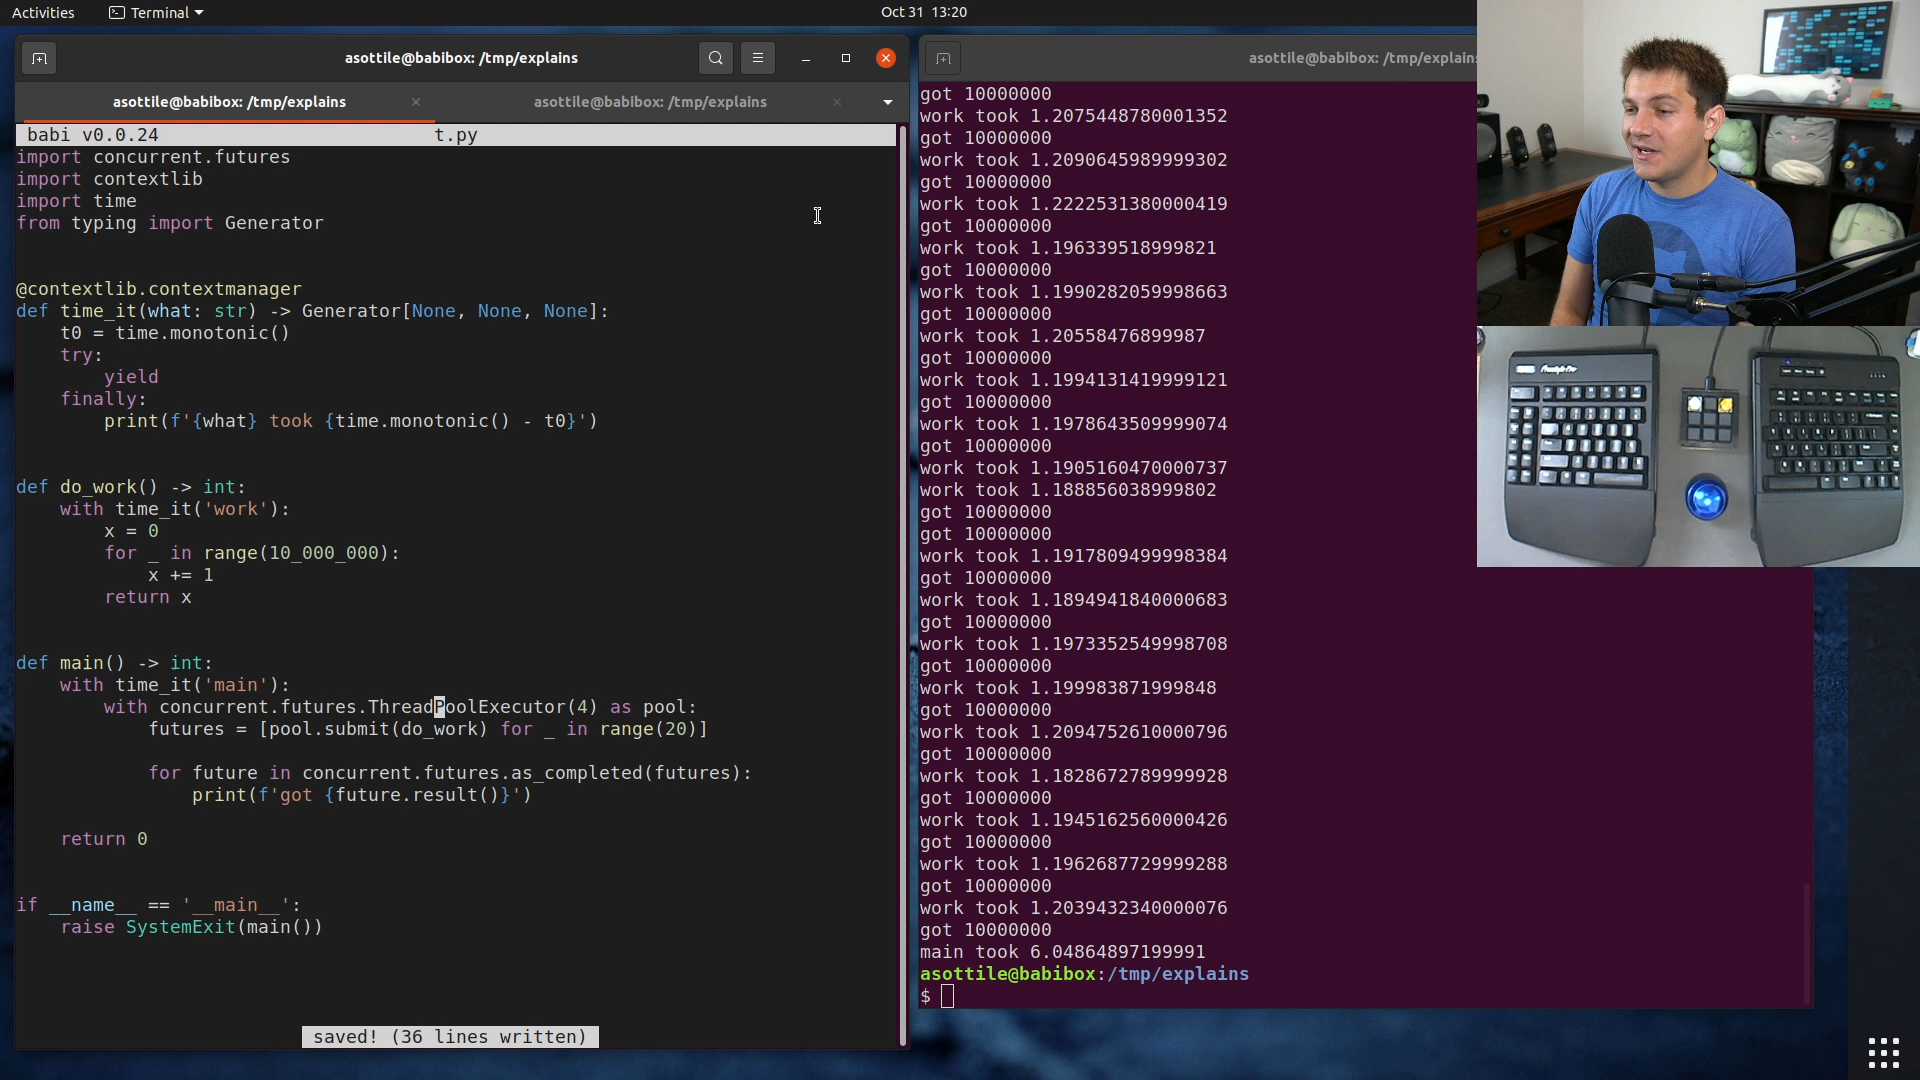 Activities
Terminal
Oct 31 13:20
asottile@babibox: /tmp/explains
asottile@babibox: /tmp/explains
asottile@babibox: /tmp/explains
babi v0.0.24 t.py
import concurrent.futures
import contextlib
import time
from typing import Generator
@contextlib.contextmanager
def time_it(what: str) -> Generator[None, None, None]:
    t0 = time.monotonic()
    try:
        yield
    finally:
        print(f'{what} took {time.monotonic() - t0}')
def do_work() -> int:
    with time_it('work'):
        x = 0
        for _ in range(10_000_000):
            x += 1
        return x
def main() -> int:
    with time_it('main'):
        with concurrent.futures.ThreadPoolExecutor(4) as pool:
            futures = [pool.submit(do_work) for _ in range(20)]
            for future in concurrent.futures.as_completed(futures):
                print(f'got {future.result()}')
    return 0
if __name__ == '__main__':
    raise SystemExit(main())
saved! (36 lines written)
asottile@babibox: /tmp/explains
got 10000000
work took 1.2075448780001352
got 10000000
work took 1.2090645989999302
got 10000000
work took 1.2222531380000419
got 10000000
work took 1.196339518999821
got 10000000
work took 1.1990282059998663
got 10000000
work took 1.20558476899987
got 10000000
work took 1.1994131419999121
got 10000000
work took 1.1978643509999074
got 10000000
work took 1.1905160470000737
work took 1.188856038999802
got 10000000
got 10000000
work took 1.1917809499998384
got 10000000
work took 1.1894941840000683
got 10000000
work took 1.1973352549998708
got 10000000
work took 1.199983871999848
got 10000000
work took 1.2094752610000796
got 10000000
work took 1.1828672789999928
got 10000000
work took 1.1945162560000426
got 10000000
work took 1.1962687729999288
got 10000000
work took 1.2039432340000076
got 10000000
main took 6.04864897199991
asottile@babibox:/tmp/explains
$
Freestyle Pro